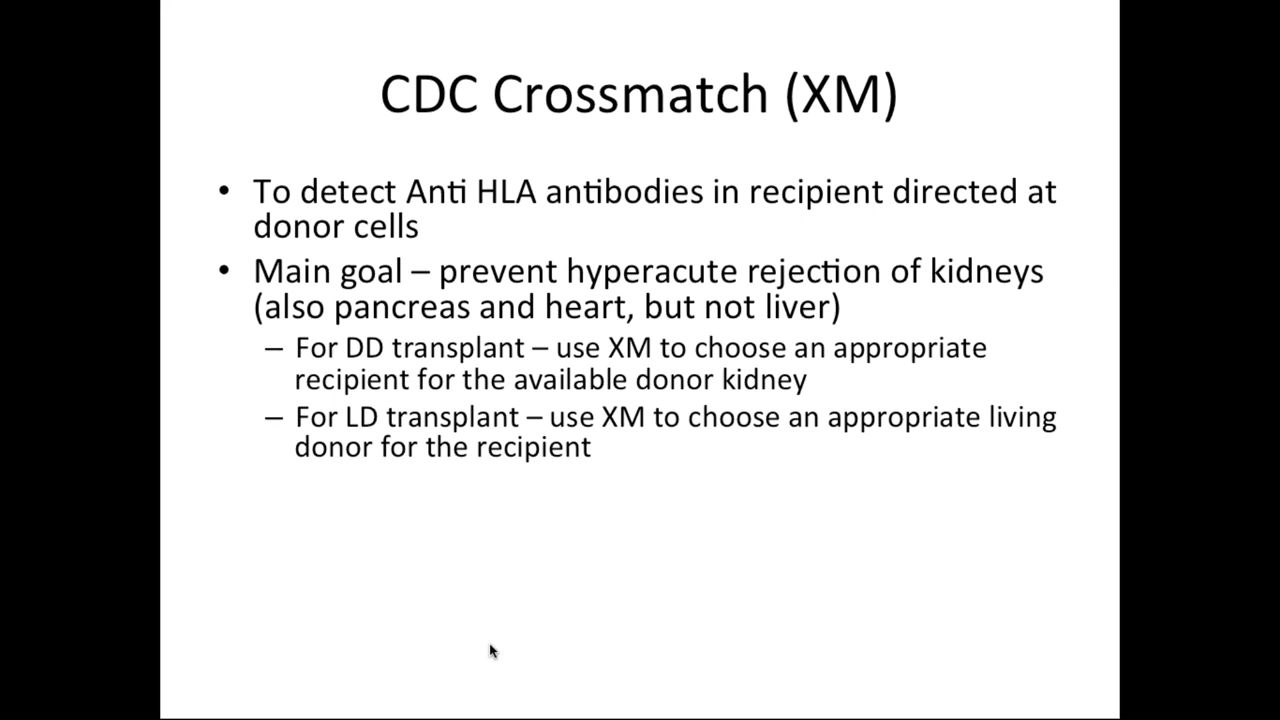 CDC Crossmatch (XM)
• To detect Anti HLA antibodies in recipient directed at
donor cells
• Main goal – prevent hyperacute rejection of kidneys
(also pancreas and heart, but not liver)
– For DD transplant – use XM to choose an appropriate
recipient for the available donor kidney
– For LD transplant – use XM to choose an appropriate living
donor for the recipient